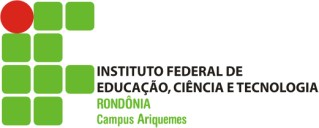 INSTITUTO FEDERAL DE
EDUCAÇÃO, CIÊNCIA E TECNOLOGIA
RONDÔNIA
Campus Ariquemes